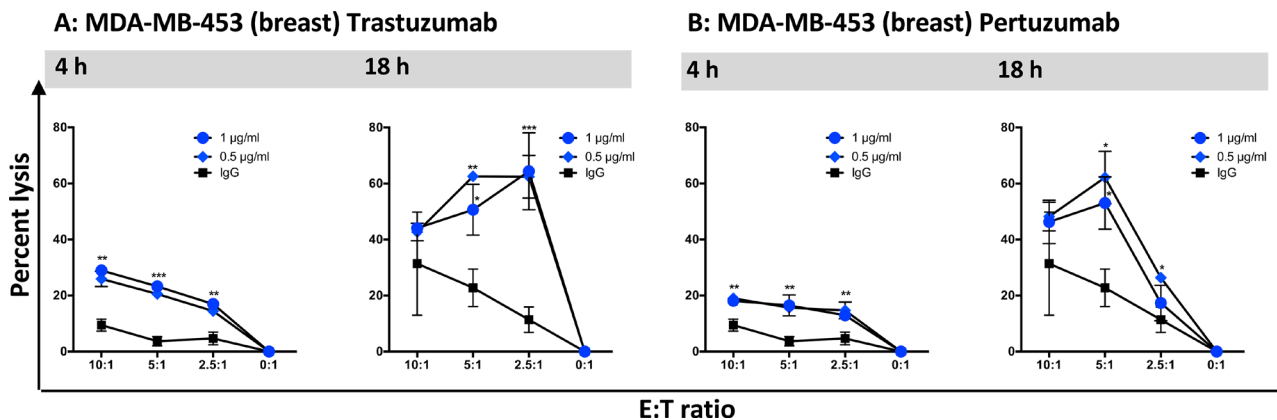 A: MDA-MB-453 (breast) Trastuzumab
B: MDA-MB-453 (breast) Pertuzumab
4 h
18 h
4 h
18 h
Percent lysis
80
60
40
20
0
10:1
5:1
2.5:1
0:1
1 µg/ml
0.5 µg/ml
IgG
**
***
**
80
60
40
20
0
10:1
5:1
2.5:1
0:1
1 µg/ml
0.5 µg/ml
IgG
**
*
***
80
60
40
20
0
10:1
5:1
2.5:1
0:1
1 µg/ml
0.5 µg/ml
IgG
**
**
**
80
60
40
20
0
10:1
5:1
2.5:1
0:1
1 µg/ml
0.5 µg/ml
IgG
*
*
*
E:T ratio